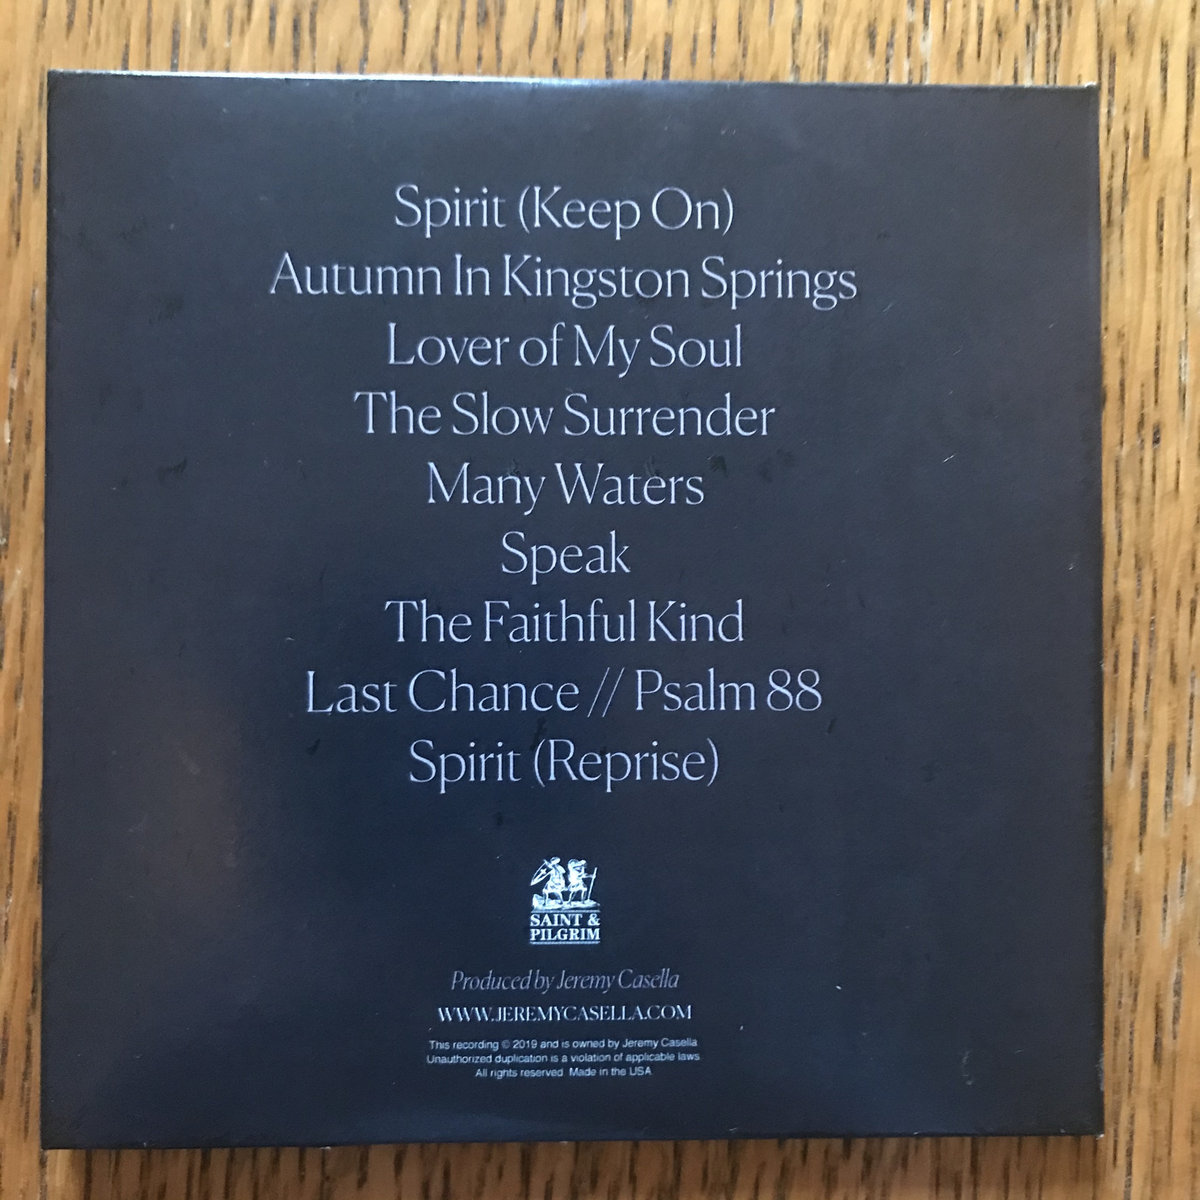 Spirit (Keep On)
Autumn In Kingston Springs
Lover of My Soul
The Slow Surrender
Many Waters
Speak
The Faithful Kind
Last Chance // Psalm 88
Spirit (Reprise)
SAINT &
PILGRIM
Produced by Jeremy Casella
WWW.JEREMYCASELLA.COM
This recording © 2019 and is owned by Jeremy Casella
Unauthorized duplication is a violation of applicable laws
All rights reserved. Made in the USA